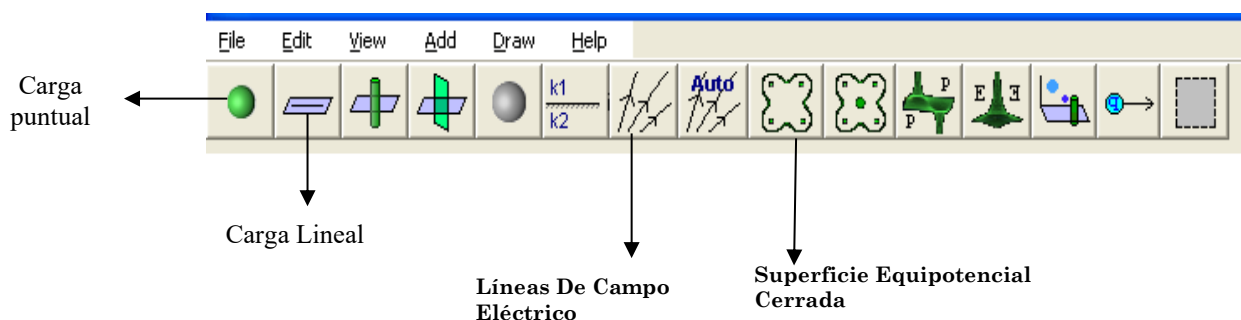 File Edit View Add Draw Help
k1
k2
Auto
P
P
E E
q
Carga
puntual
Carga Lineal
Líneas De Campo
Eléctrico
Superficie Equipotencial
Cerrada